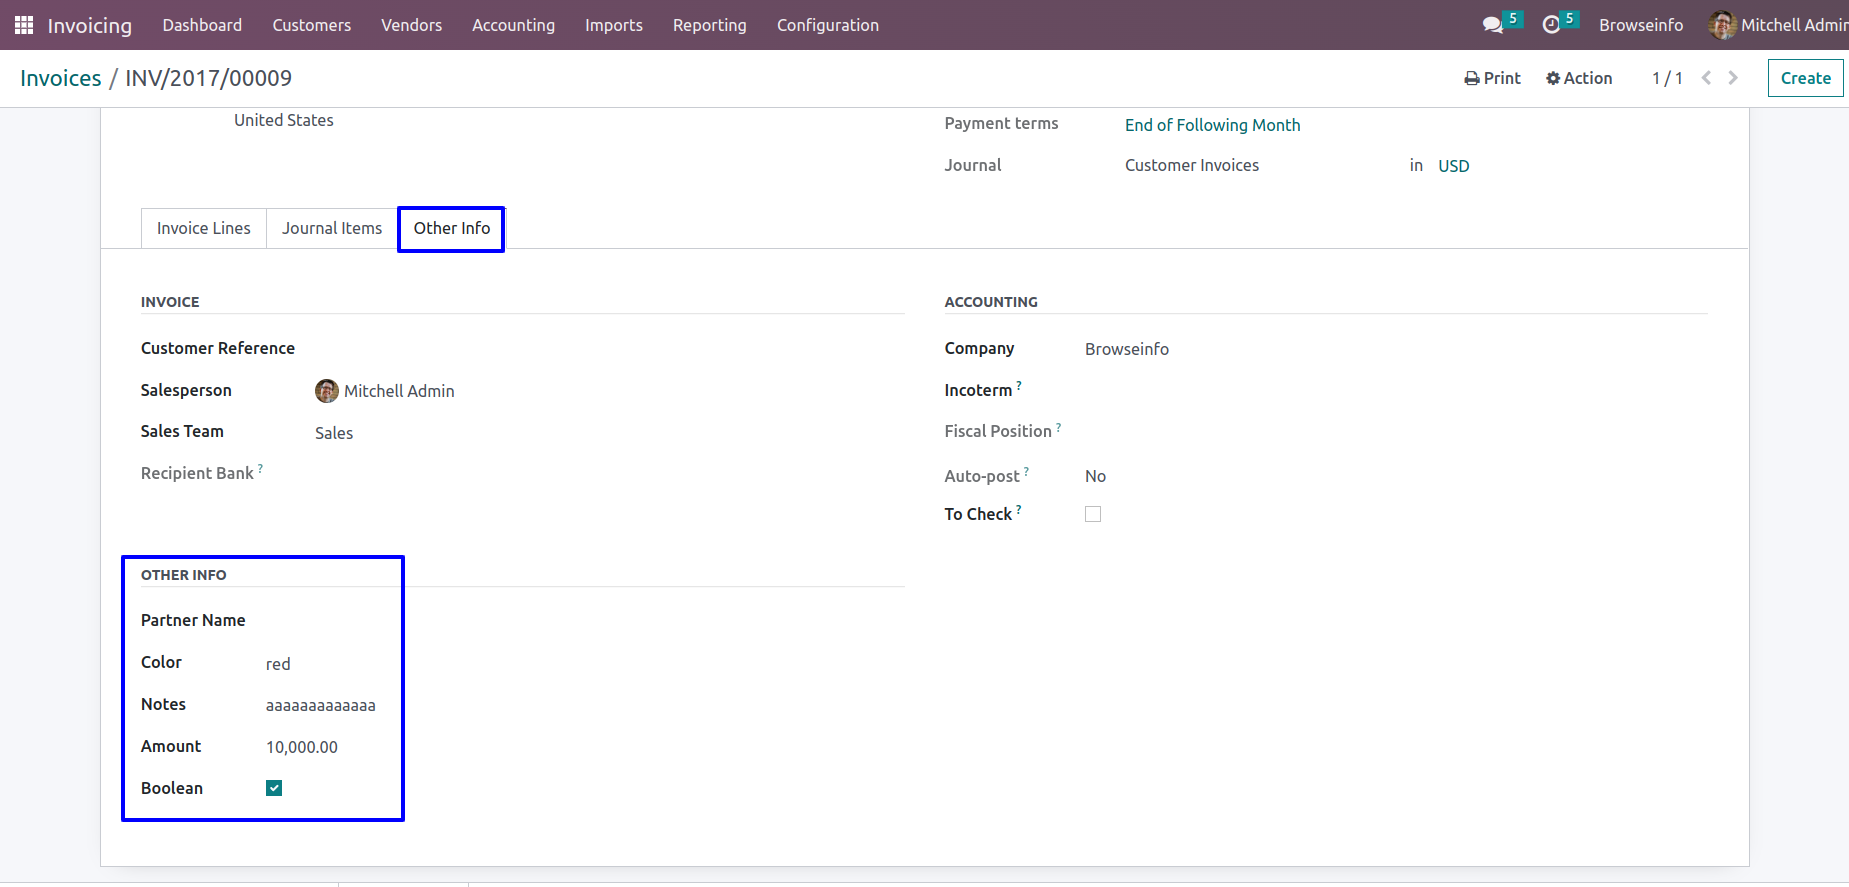 Invoicing Dashboard Customers Vendors Accounting Imports Reporting Configuration 5 5 Browseinfo Mitchell Admin
Invoices / INV/2017/00009 Print Action 1 / 1 Create
United States
Payment terms End of Following Month
Journal Customer Invoices in USD
Invoice Lines Journal Items Other Info
INVOICE
Customer Reference
Salesperson Mitchell Admin
Sales Team Sales
Recipient Bank ?
ACCOUNTING
Company Browseinfo
Incoterm ?
Fiscal Position ?
Auto-post ? No
To Check ?
OTHER INFO
Partner Name
Color red
Notes aaaaaaaaaaaaa
Amount 10,000.00
Boolean